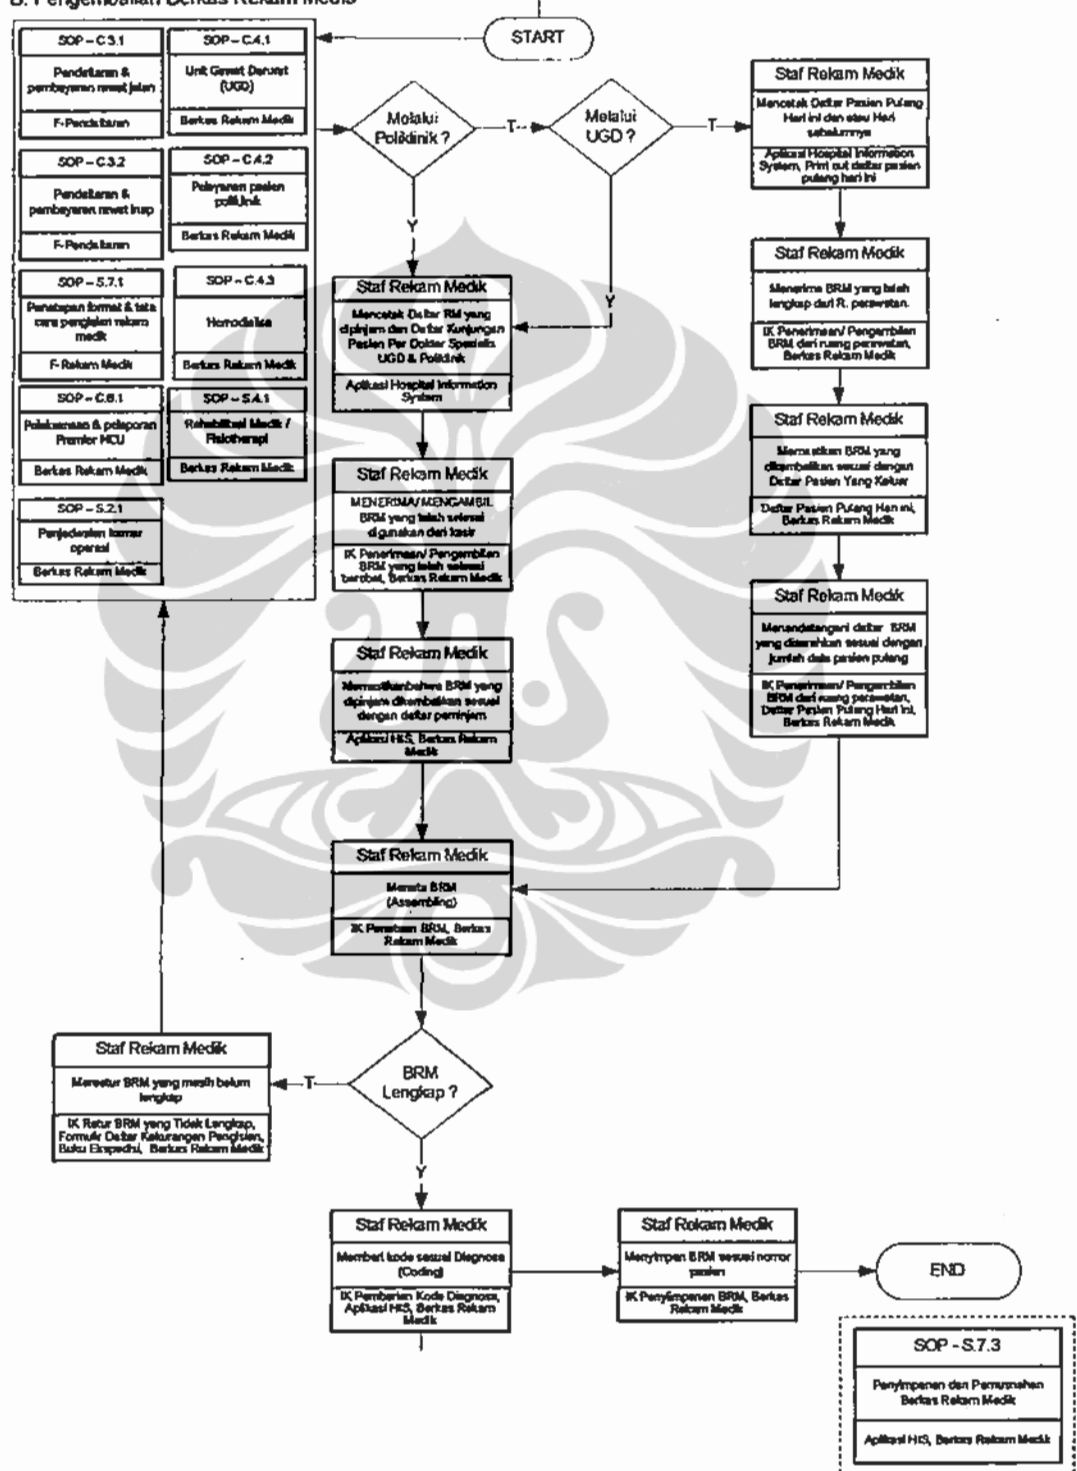 B. Pengembalian Berkas Rekam Medis
START
SOP – C.3.1
Pendaftaran &
pembayaran rawat jalan
F-Pendaftaran
SOP – C.4.1
Unit Gawat Darurat
(UGD)
Berkas Rekam Medik
SOP – C.3.2
Pendaftaran &
pembayaran rawat inap
F-Pendaftaran
SOP – C.4.2
Pelayanan pasien
poliklinik
Berkas Rekam Medik
SOP – S.7.1
Penetapan format & tata
cara pengisian rekam
medik
F-Rekam Medik
SOP – C.4.3
Hemodialisa
Berkas Rekam Medik
SOP – C.6.1
Pelaksanaan & pelaporan
Premier MCU
Berkas Rekam Medik
SOP – S.4.1
Rehabilitasi Medik /
Fisiotherapi
Berkas Rekam Medik
SOP – S.2.1
Penjadwalan kamar
operasi
Berkas Rekam Medik
Melalui
Poliklinik ?
T
Melalui
UGD ?
T
Y
Y
Staf Rekam Medik
Mencetak Daftar Pasien Pulang
Hari ini dan atau Hari
sebelumnya
Aplikasi Hospital Information
System, Print out daftar pasien
pulang hari ini
Staf Rekam Medik
Menerima BRM yang telah
lengkap dari R. perawatan.
IK Penerimaan/ Pengambilan
BRM dari ruang perawatan,
Berkas Rekam Medik
Staf Rekam Medik
Memastikan BRM yang
dikembalikan sesuai dengan
Daftar Pasien Yang Keluar
Daftar Pasien Pulang Hari ini,
Berkas Rekam Medik
Staf Rekam Medik
Menandatangani daftar BRM
yang diserahkan sesuai dengan
jumlah data pasien pulang
IK Penerimaan/ Pengambilan
BRM dari ruang perawatan,
Daftar Pasien Pulang Hari ini,
Berkas Rekam Medik
Staf Rekam Medik
Mencetak Daftar RM yang
dipinjam dan Daftar Kunjungan
Pasien Per Dokter Spesialis
UGD & Poliklinik
Aplikasi Hospital Information
System
Staf Rekam Medik
MENERIMA/ MENGAMBIL
BRM yang telah selesai
digunakan dari kasir
IK Penerimaan/ Pengambilan
BRM yang telah selesai
berobat, Berkas Rekam Medik
Staf Rekam Medik
Memastikanbahwa BRM yang
dipinjam dikembalikan sesuai
dengan daftar peminjam
Aplikasi HIS, Berkas Rekam
Medik
Staf Rekam Medik
Menata BRM
(Assembling)
IK Penataan BRM, Berkas
Rekam Medik
BRM
Lengkap ?
T
Y
Staf Rekam Medik
Meretur BRM yang masih belum
lengkap
IK Retur BRM yang Tidak Lengkap,
Formulir Daftar Kekurangan Pengisian,
Buku Ekspedisi, Berkas Rekam Medik
Staf Rekam Medik
Memberi kode sesuai Diagnosa
(Coding)
IK Pemberian Kode Diagnosa,
Aplikasi HIS, Berkas Rekam
Medik
Staf Rekam Medik
Menyimpan BRM sesuai nomor
pasien
IK Penyimpanan BRM, Berkas
Rekam Medik
END
SOP - S.7.3
Penyimpanan dan Pemusnahan
Berkas Rekam Medik
Aplikasi HIS, Berkas Rekam Medik